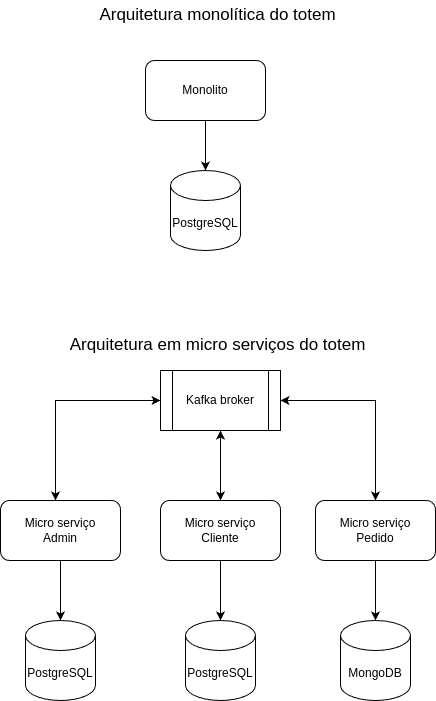 Arquitetura monolítica do totem
Monolito
PostgreSQL
Arquitetura em micro serviços do totem
Kafka broker
Micro serviço
Admin
Micro serviço
Cliente
Micro serviço
Pedido
PostgreSQL
PostgreSQL
MongoDB